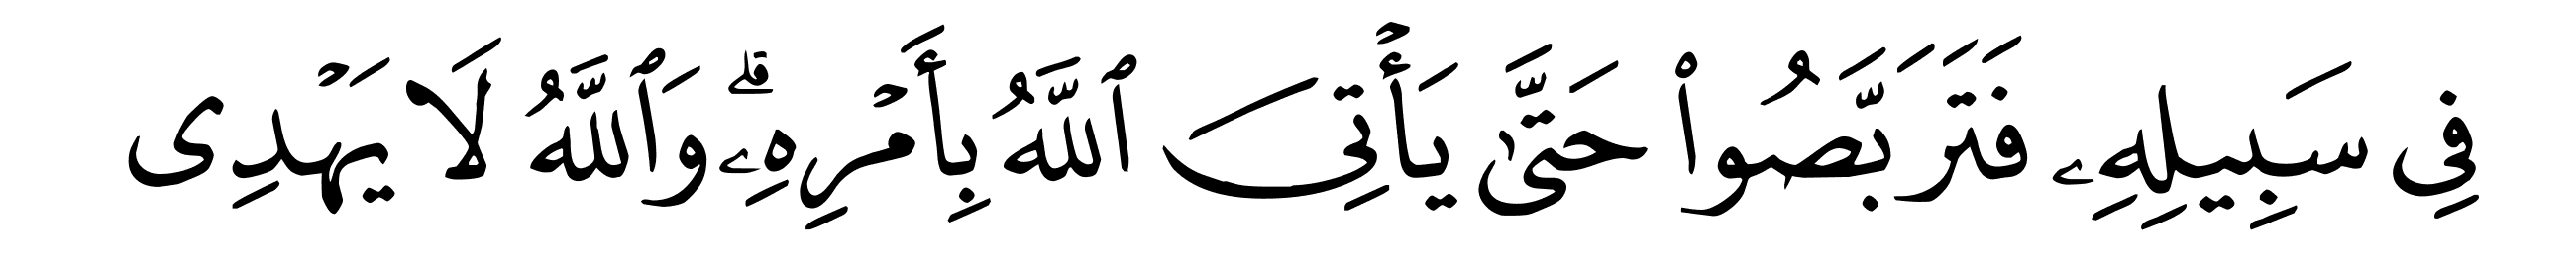 فِى سَبِيلِهِۦ فَتَرَبَّصُوا۟ حَتَّىٰ يَأْتِىَ ٱللَّهُ بِأَمْرِهِۦ ۗ وَٱللَّهُ لَا يَهْدِى